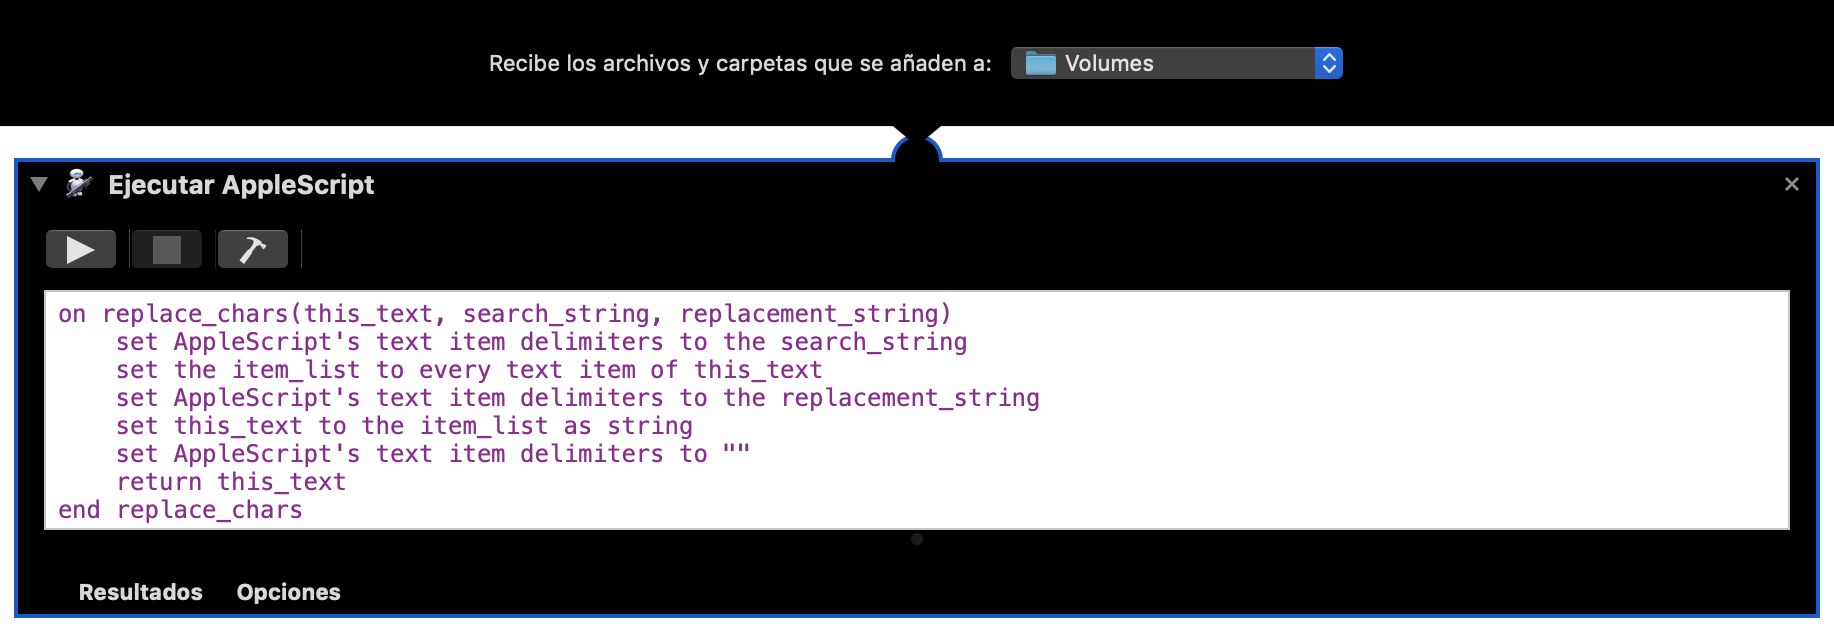 Recibe los archivos y carpetas que se añaden a: Volumes
Ejecutar AppleScript
on replace_chars(this_text, search_string, replacement_string)
set AppleScript's text item delimiters to the search_string
set the item_list to every text item of this_text
set AppleScript's text item delimiters to the replacement_string
set this_text to the item_list as string
set AppleScript's text item delimiters to ""
return this_text
end replace_chars
Resultados Opciones